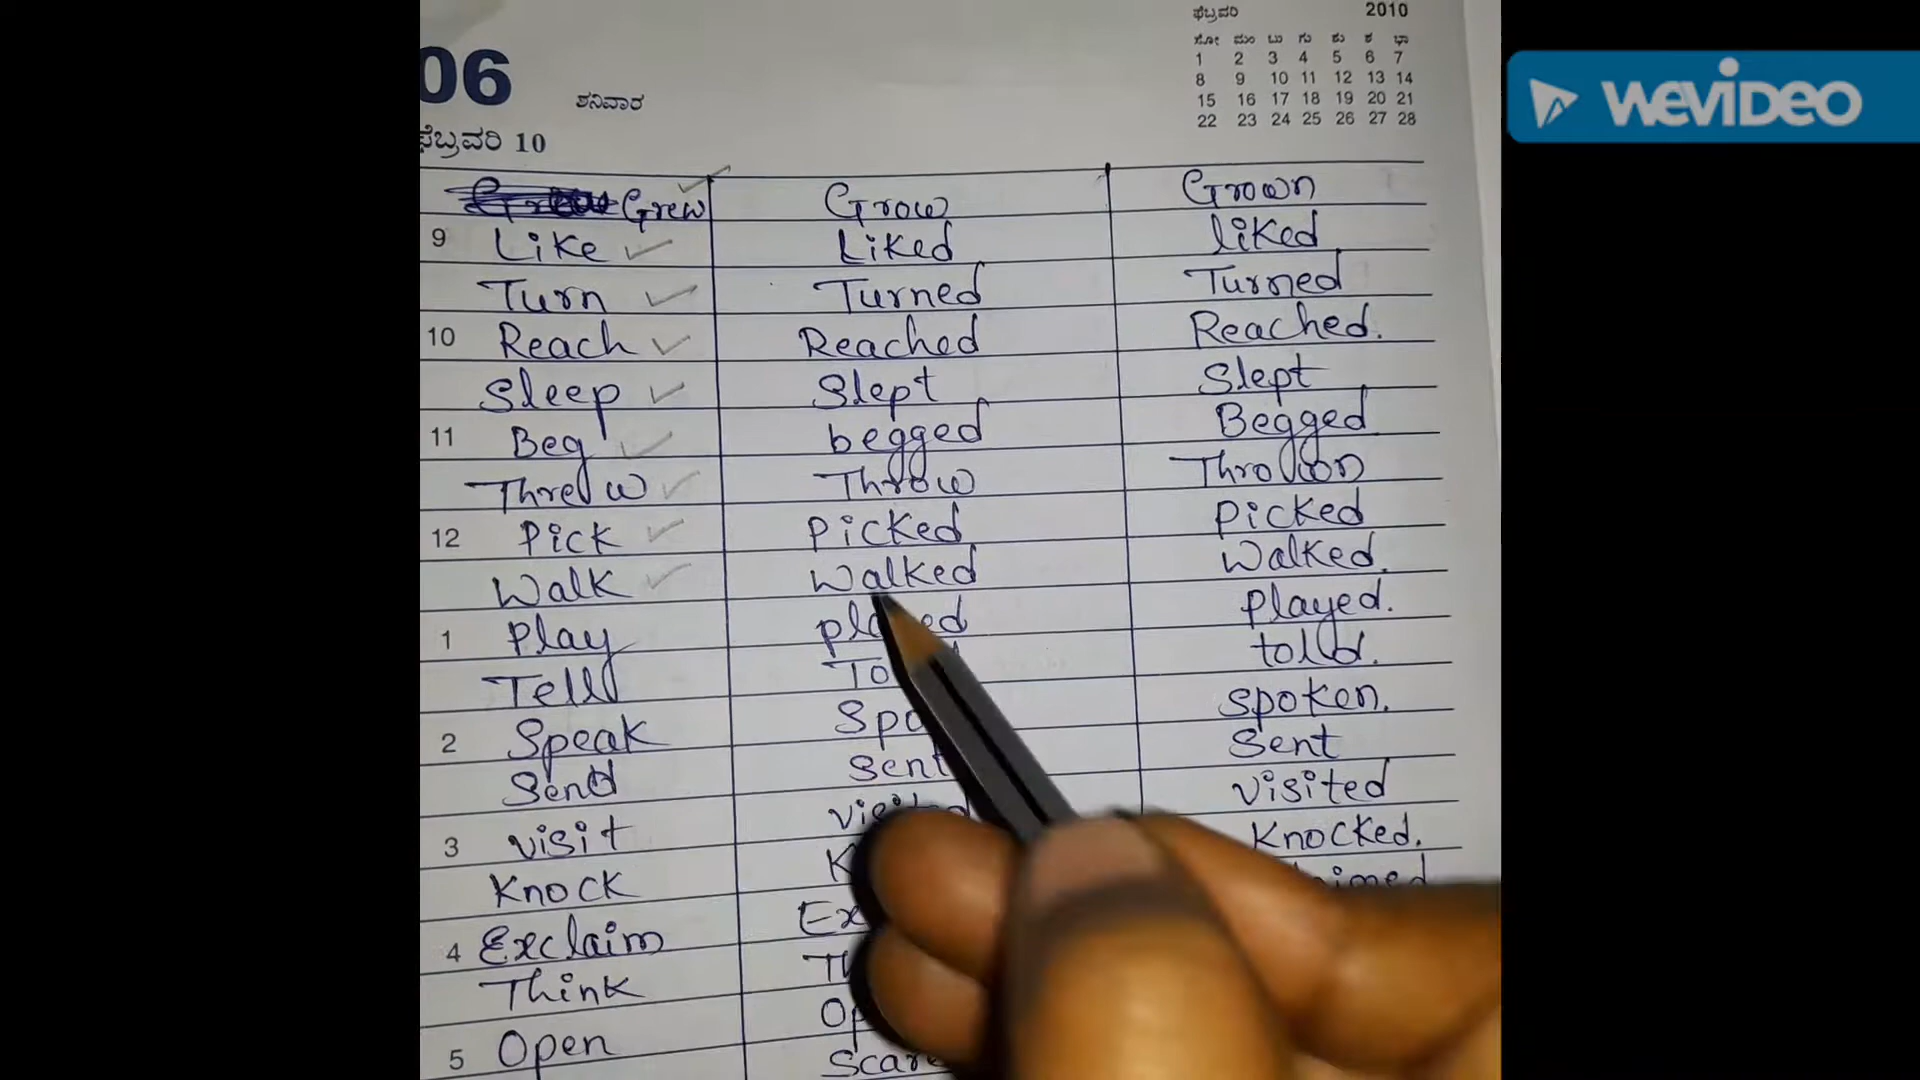 ಫೆಬ್ರವರಿ 2010
ಸೋ ಮಂ ಬು ಗು ಶು ಶ ಭಾ
1 2 3 4 5 6 7
8 9 10 11 12 13 14
15 16 17 18 19 20 21
22 23 24 25 26 27 28
06 ಶನಿವಾರ
ಫೆಬ್ರವರಿ 10
WEVIDEO
Grew Grow Grown
9 Like Liked liked
Turn Turned Turned
10 Reach Reached Reached.
Sleep Slept Slept
11 Beg begged Begged
Threw Throw Thrown
12 Pick Picked Picked
Walk Walked Walked.
1 Play played Played.
Tell told.
2 Speak spoken.
Send Sent Sent
3 visit visited visited
Knock Knocked.
4 Exclaim
Think
5 Open